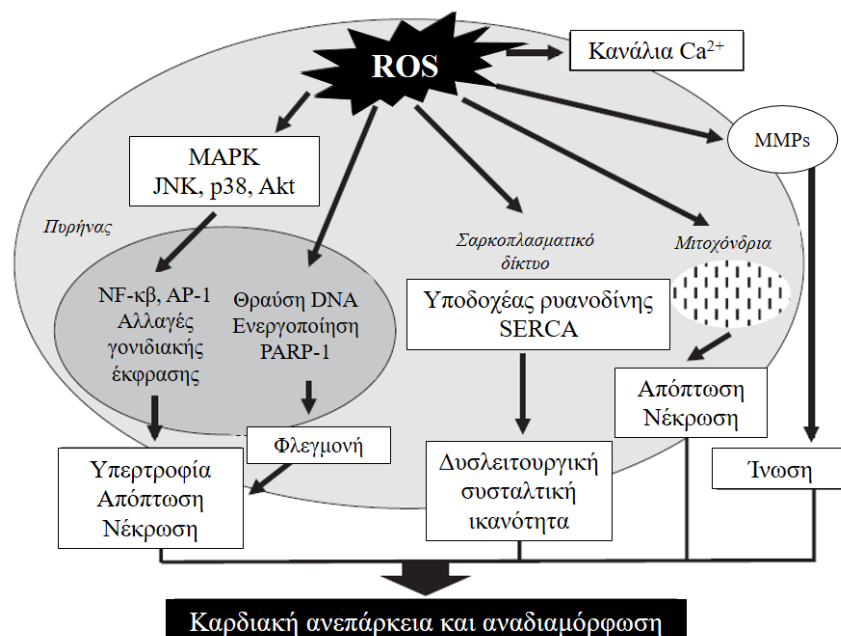 ROS
Κανάλια Ca²⁺
MAPK
JNK, p38, Akt
MMPs
Πυρήνας
Σαρκοπλασματικό
δίκτυο
Μιτοχόνδρια
NF-κβ, AP-1
Αλλαγές
γονιδιακής
έκφρασης
Θραύση DNA
Ενεργοποίηση
PARP-1
Υποδοχέας ρυανοδίνης
SERCA
Απόπτωση
Νέκρωση
Φλεγμονή
Υπερτροφία
Απόπτωση
Νέκρωση
Δυσλειτουργική
συσταλτική
ικανότητα
Ίνωση
Καρδιακή ανεπάρκεια και αναδιαμόρφωση